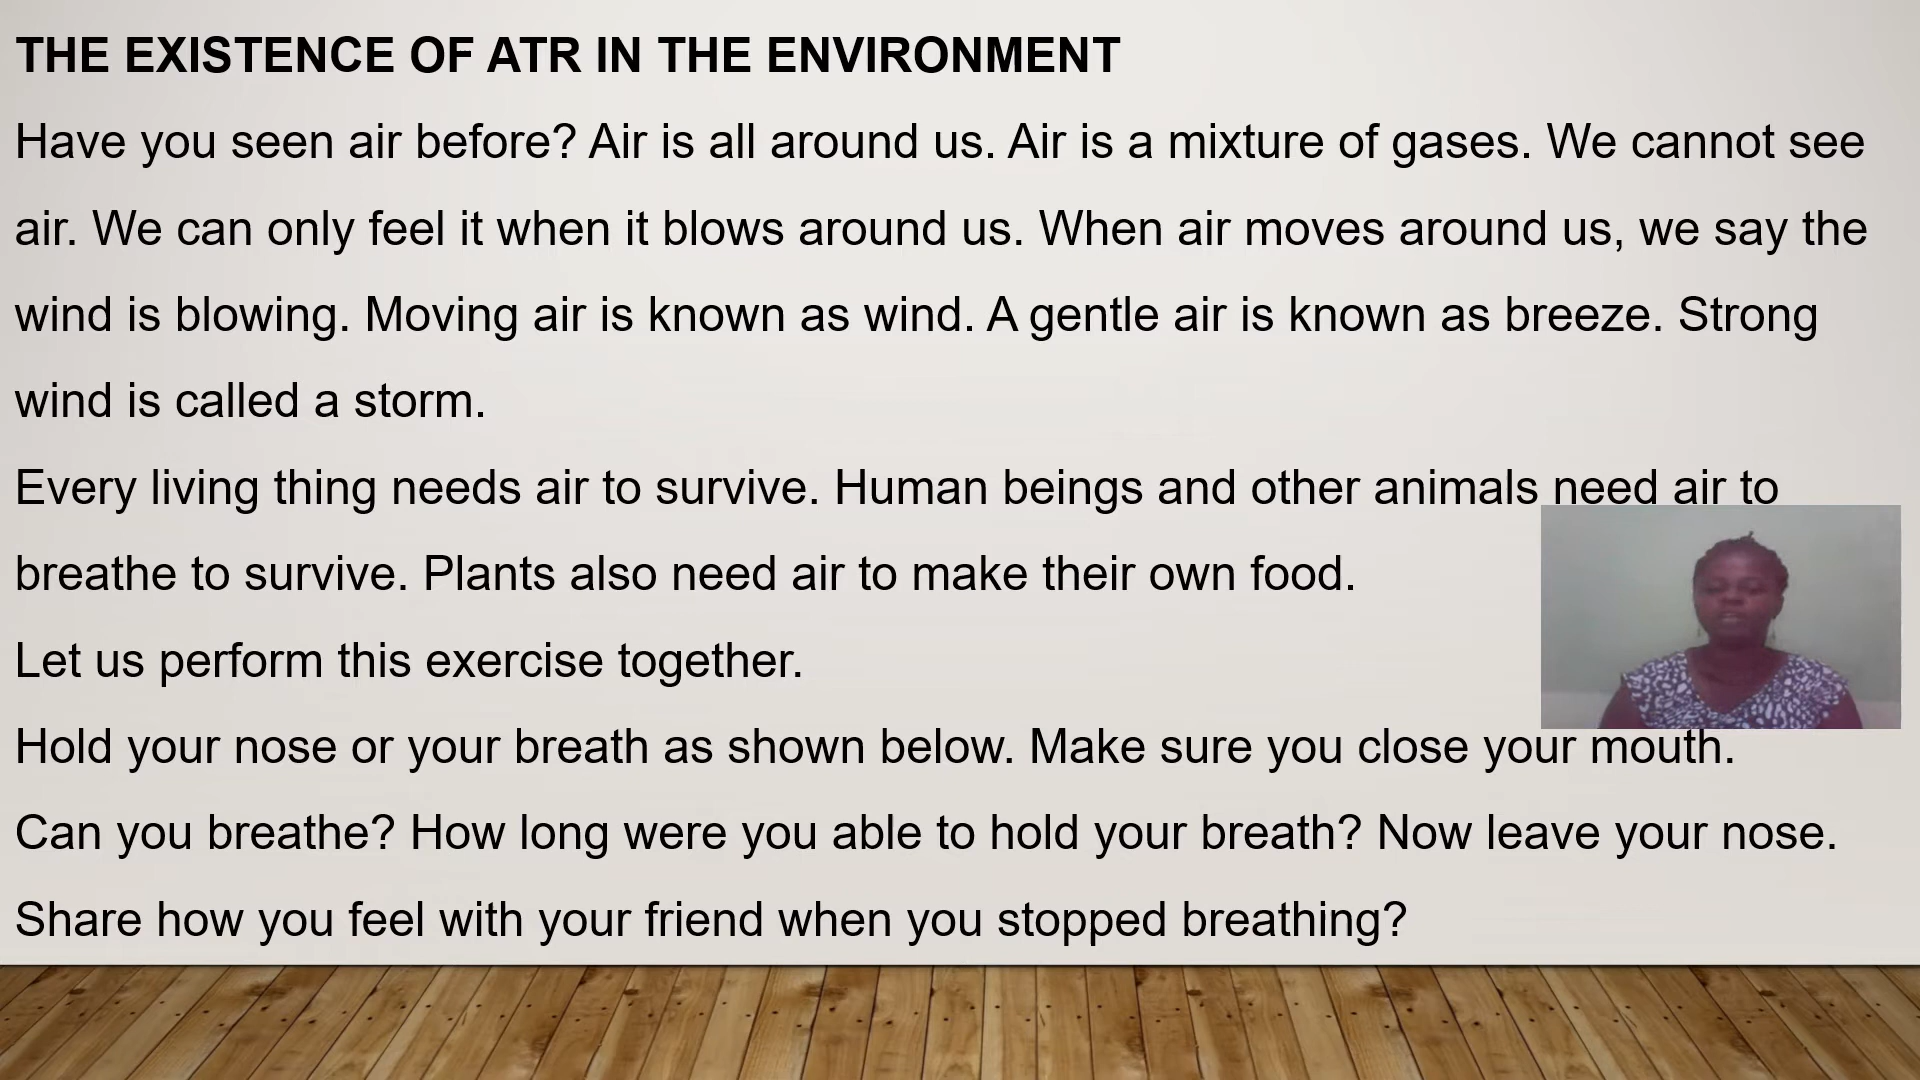 THE EXISTENCE OF ATR IN THE ENVIRONMENT
Have you seen air before? Air is all around us. Air is a mixture of gases. We cannot see
air. We can only feel it when it blows around us. When air moves around us, we say the
wind is blowing. Moving air is known as wind. A gentle air is known as breeze. Strong
wind is called a storm.
Every living thing needs air to survive. Human beings and other animals need air to
breathe to survive. Plants also need air to make their own food.
Let us perform this exercise together.
Hold your nose or your breath as shown below. Make sure you close your mouth.
Can you breathe? How long were you able to hold your breath? Now leave your nose.
Share how you feel with your friend when you stopped breathing?